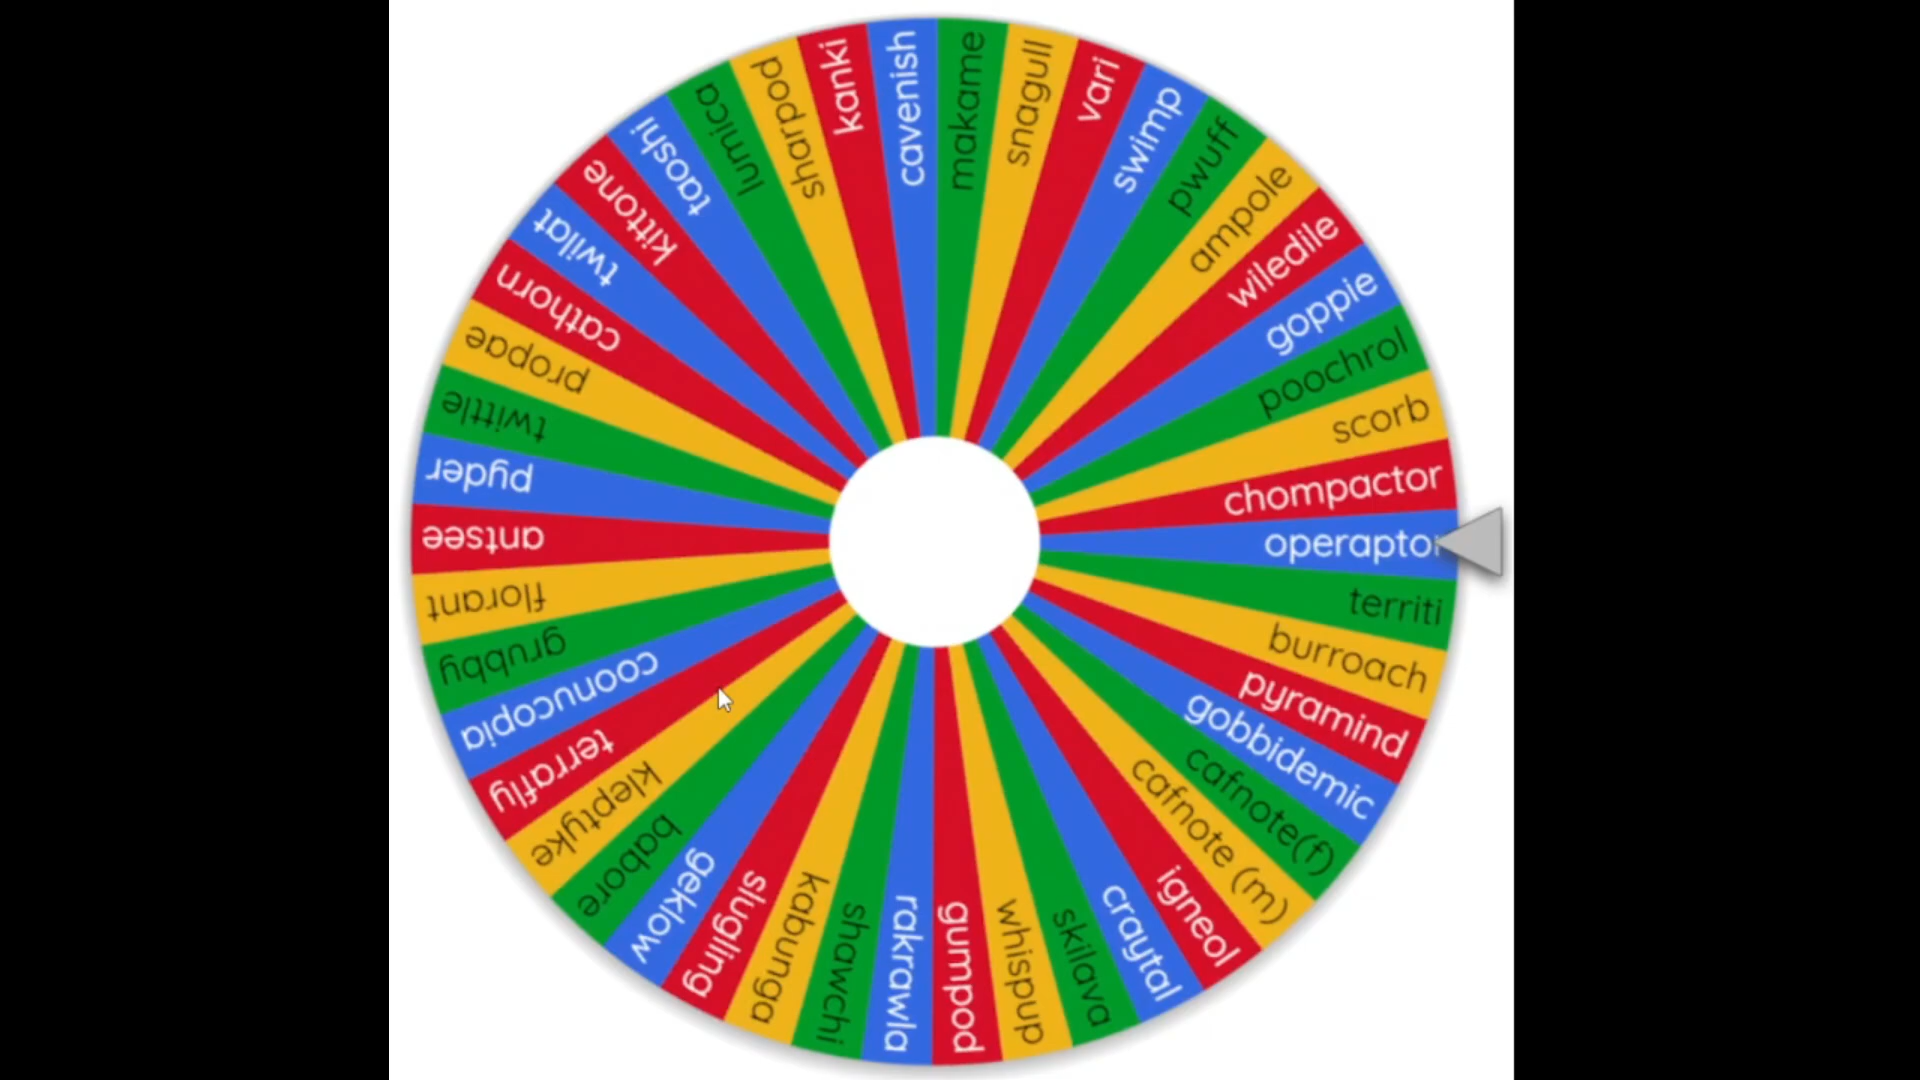 cavenish
makame
snagull
vari
swimp
pwuff
ampole
wiledile
goppie
poochrol
scorb
chompactor
operaptor
territi
burroach
pyramind
gobbidemic
cafnote(f)
cafnote (m)
igneol
craytal
skilava
whispup
gumpod
rakrawla
shawchi
kabunga
slugling
geklow
babore
kleptyke
terrafly
coonucopia
grubby
florant
antsee
pyder
twittle
propae
cathorn
twilat
kittone
taoshi
lumica
sharpod
kanki